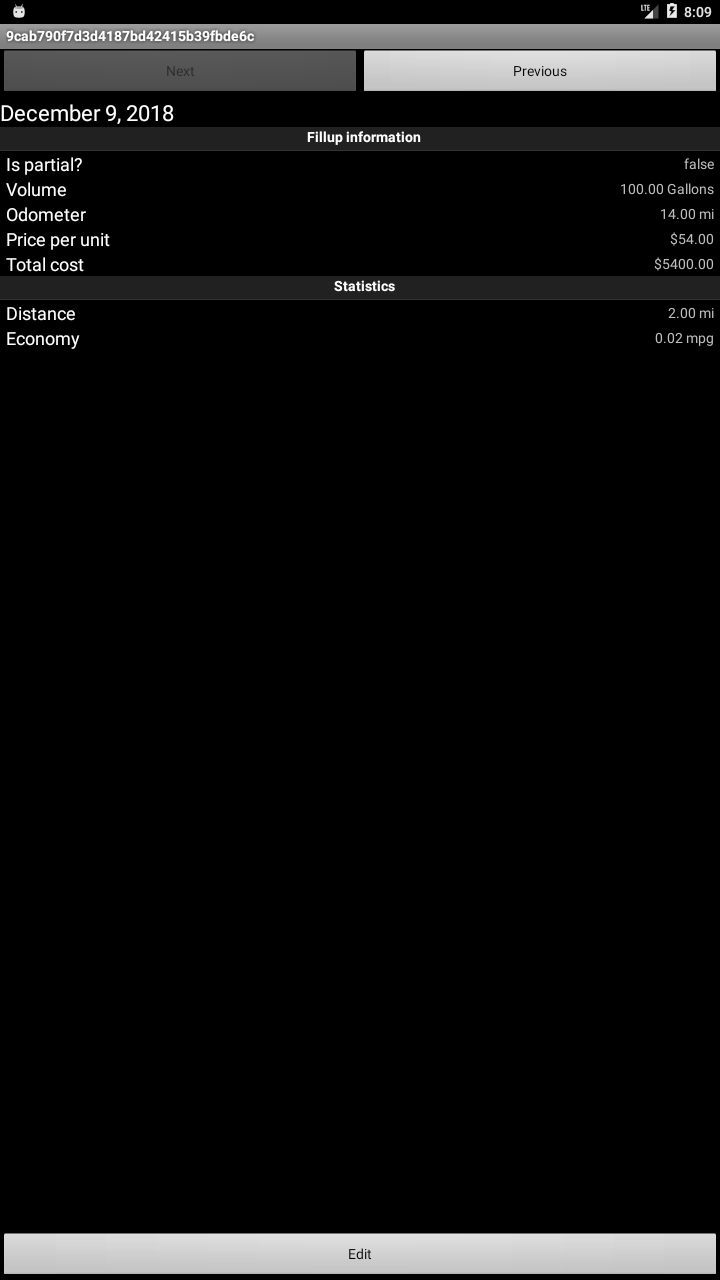 LTE 8:09
9cab790f7d3d4187bd42415b39fbde6c
Next Previous
December 9, 2018
Fillup information
Is partial? false
Volume 100.00 Gallons
Odometer 14.00 mi
Price per unit $54.00
Total cost $5400.00
Statistics
Distance 2.00 mi
Economy 0.02 mpg
Edit